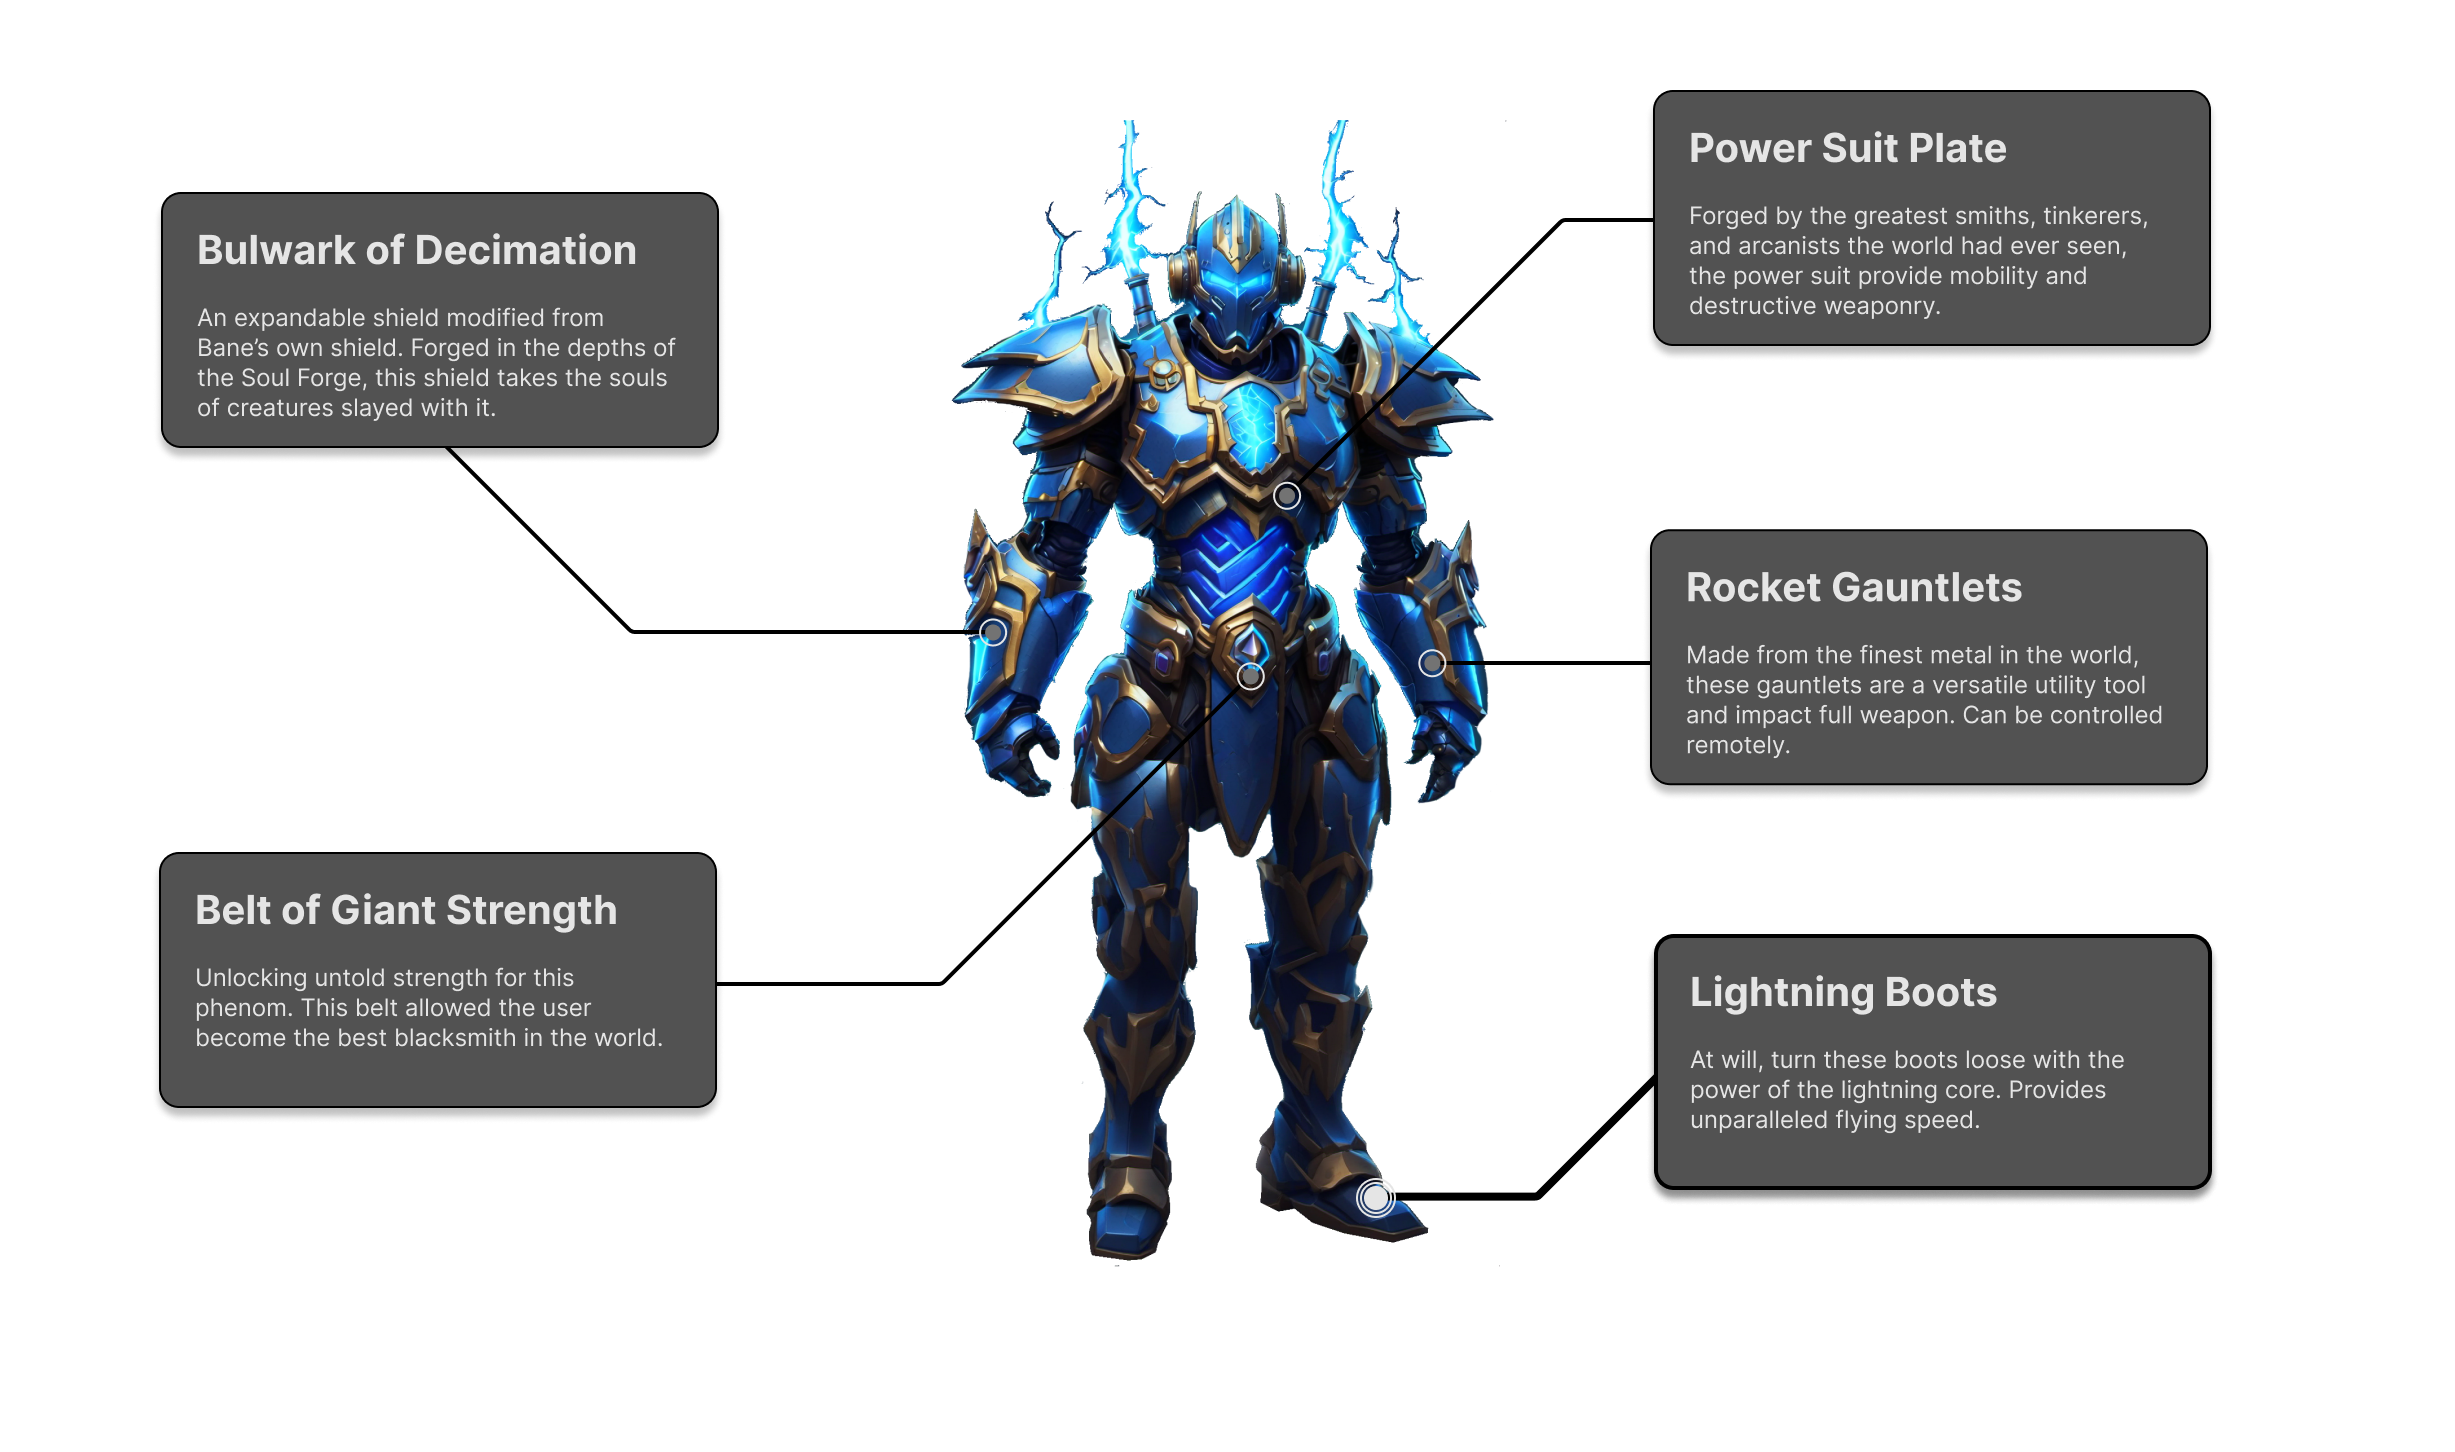 Bulwark of Decimation
An expandable shield modified from
Bane’s own shield. Forged in the depths of
the Soul Forge, this shield takes the souls
of creatures slayed with it.
Belt of Giant Strength
Unlocking untold strength for this
phenom. This belt allowed the user
become the best blacksmith in the world.
Power Suit Plate
Forged by the greatest smiths, tinkerers,
and arcanists the world had ever seen,
the power suit provide mobility and
destructive weaponry.
Rocket Gauntlets
Made from the finest metal in the world,
these gauntlets are a versatile utility tool
and impact full weapon. Can be controlled
remotely.
Lightning Boots
At will, turn these boots loose with the
power of the lightning core. Provides
unparalleled flying speed.